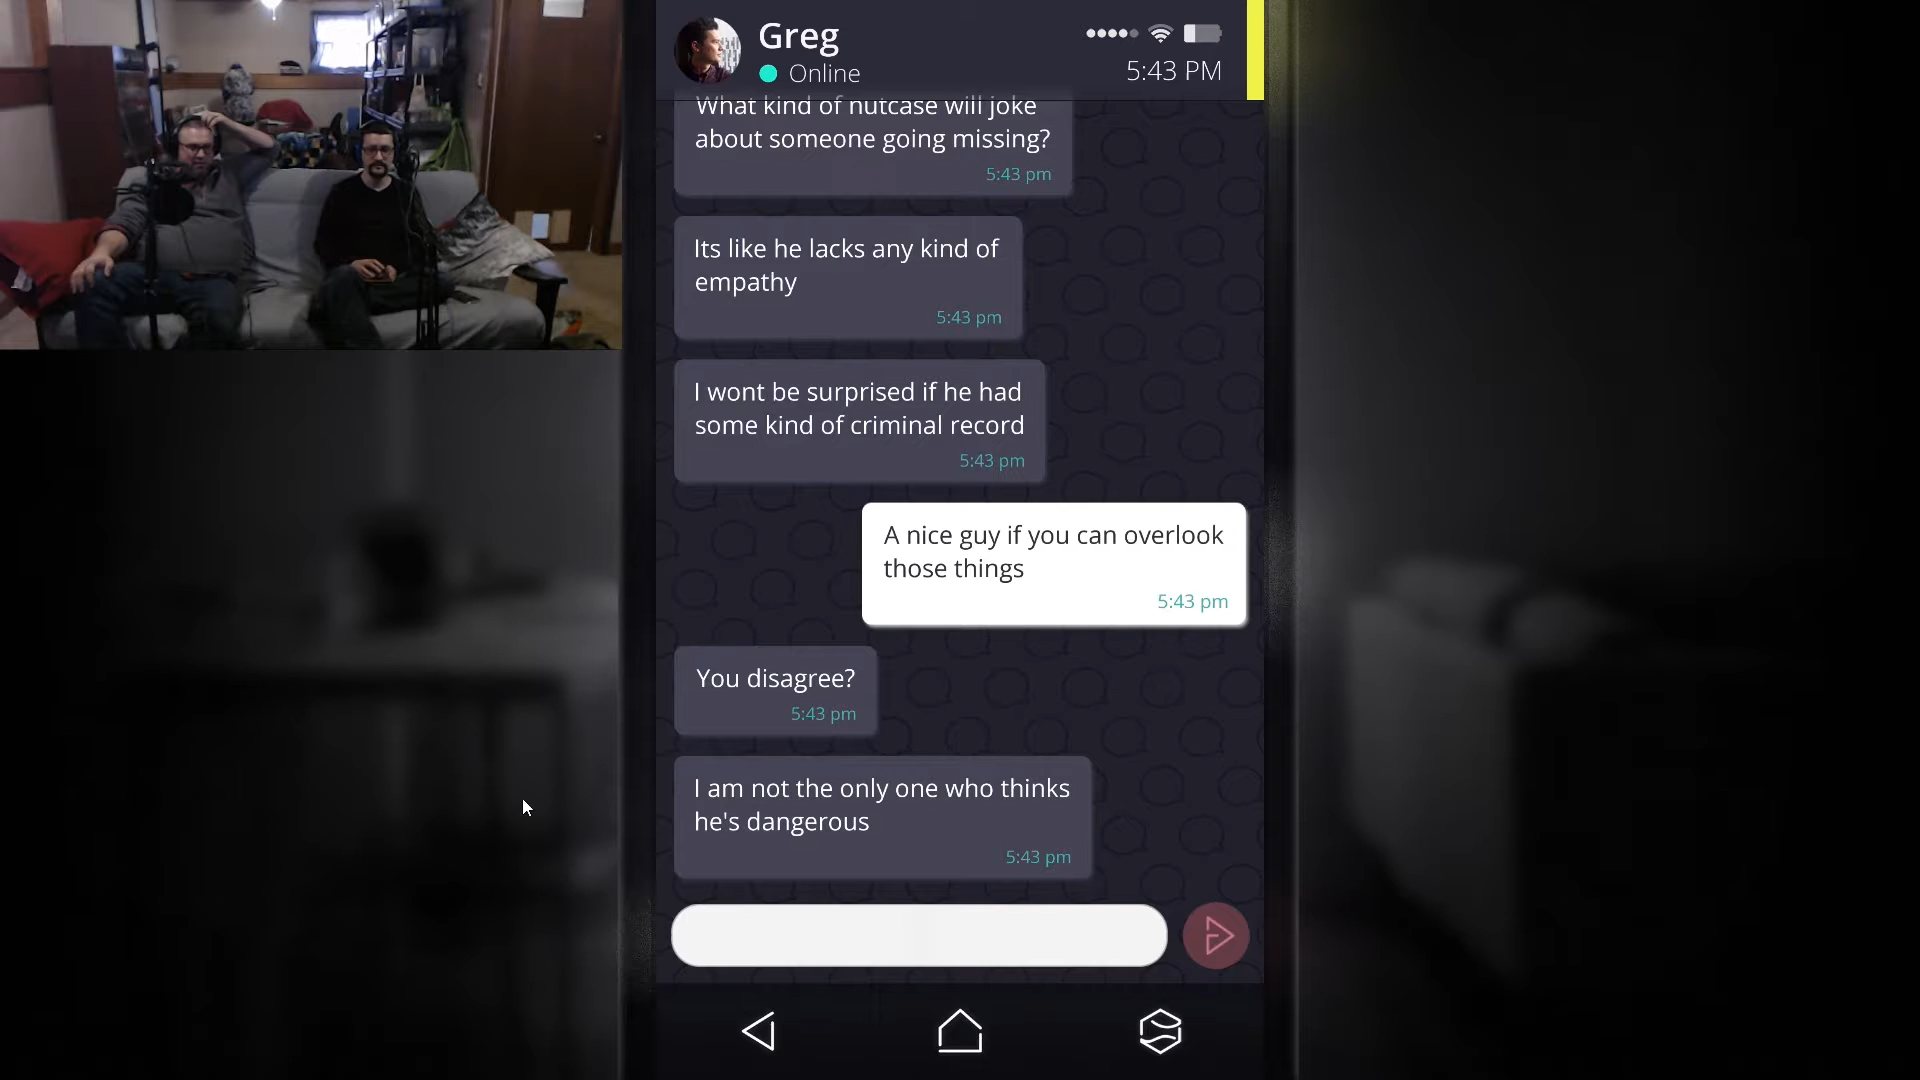 Greg
Online
5:43 PM
What kind of nutcase will joke
about someone going missing?
5:43 pm
Its like he lacks any kind of
empathy
5:43 pm
I wont be surprised if he had
some kind of criminal record
5:43 pm
A nice guy if you can overlook
those things
5:43 pm
You disagree?
5:43 pm
I am not the only one who thinks
he's dangerous
5:43 pm